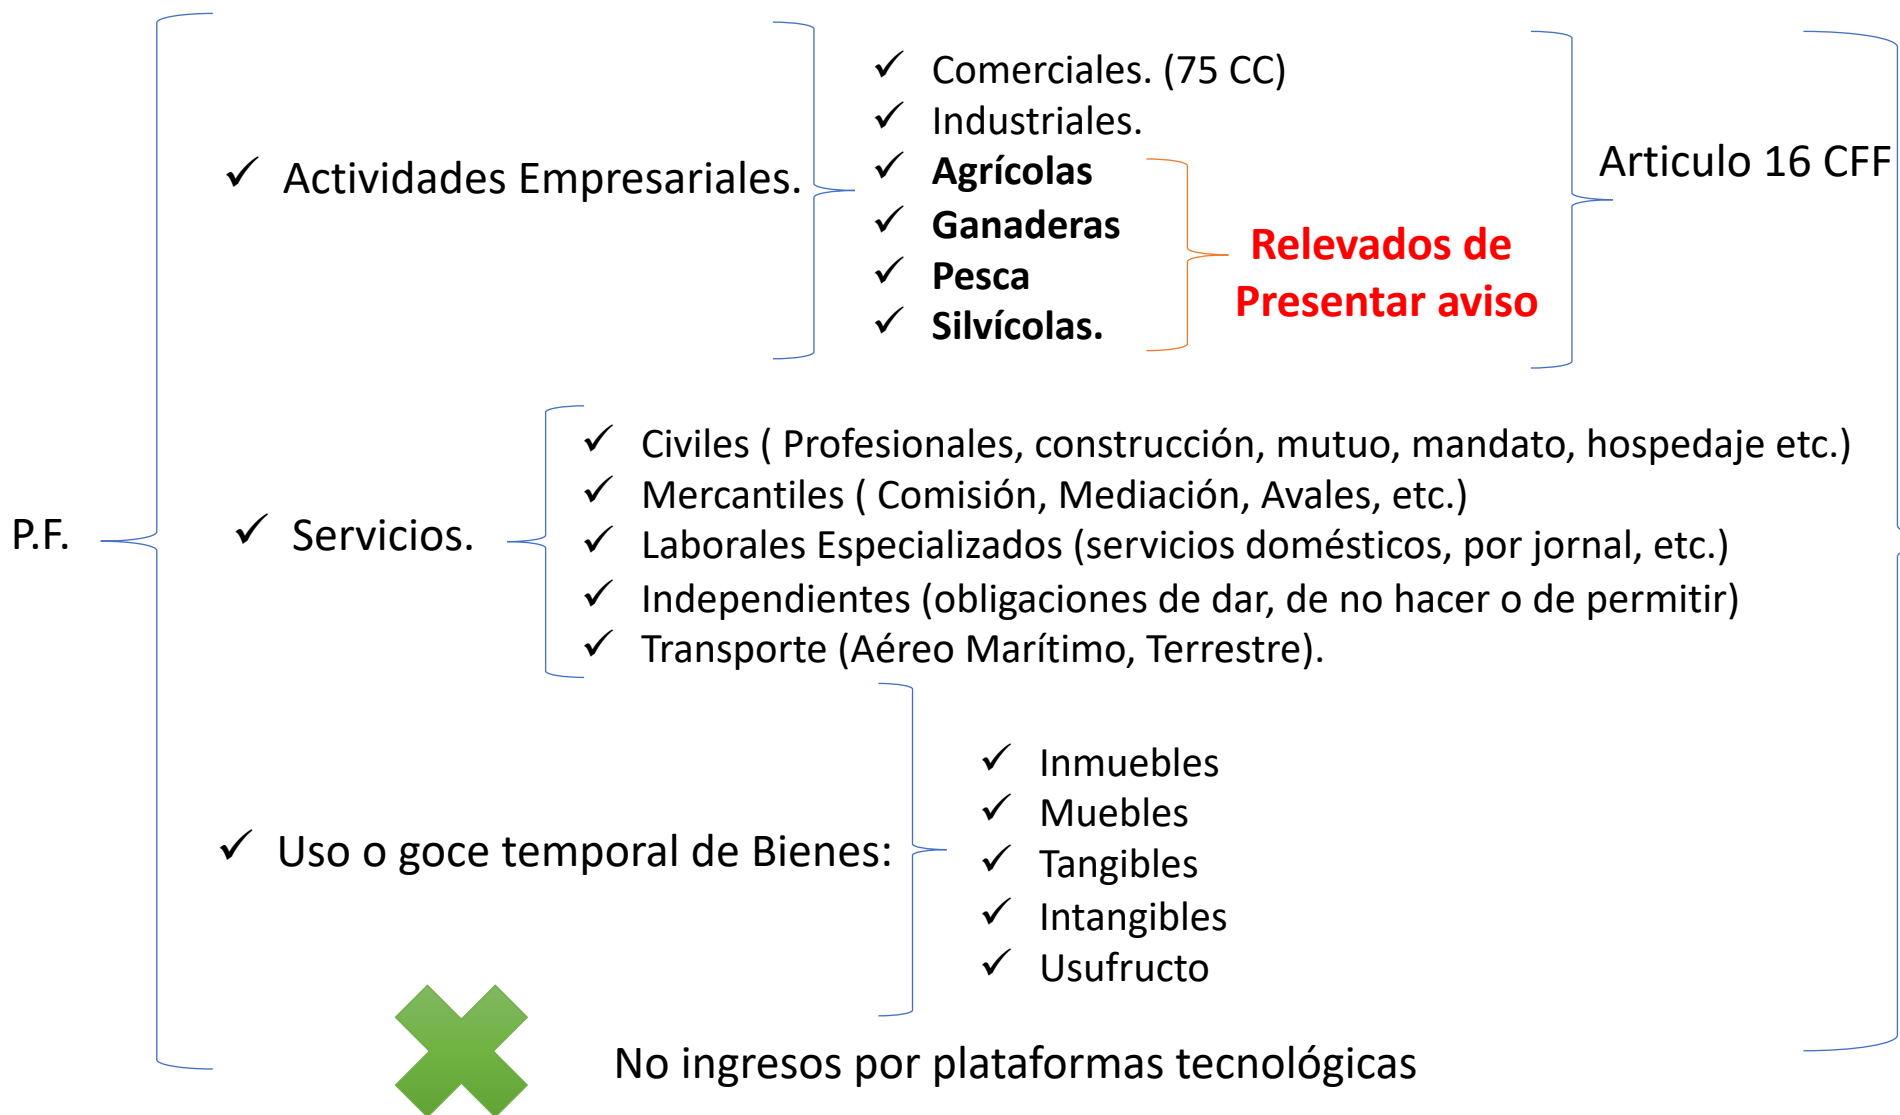 P.F.
✓ Actividades Empresariales.
✓ Comerciales. (75 CC)
✓ Industriales.
✓ Agrícolas
✓ Ganaderas
✓ Pesca
✓ Silvícolas.
Relevados de
Presentar aviso
Articulo 16 CFF
✓ Servicios.
✓ Civiles ( Profesionales, construcción, mutuo, mandato, hospedaje etc.)
✓ Mercantiles ( Comisión, Mediación, Avales, etc.)
✓ Laborales Especializados (servicios domésticos, por jornal, etc.)
✓ Independientes (obligaciones de dar, de no hacer o de permitir)
✓ Transporte (Aéreo Marítimo, Terrestre).
✓ Uso o goce temporal de Bienes:
✓ Inmuebles
✓ Muebles
✓ Tangibles
✓ Intangibles
✓ Usufructo
No ingresos por plataformas tecnológicas